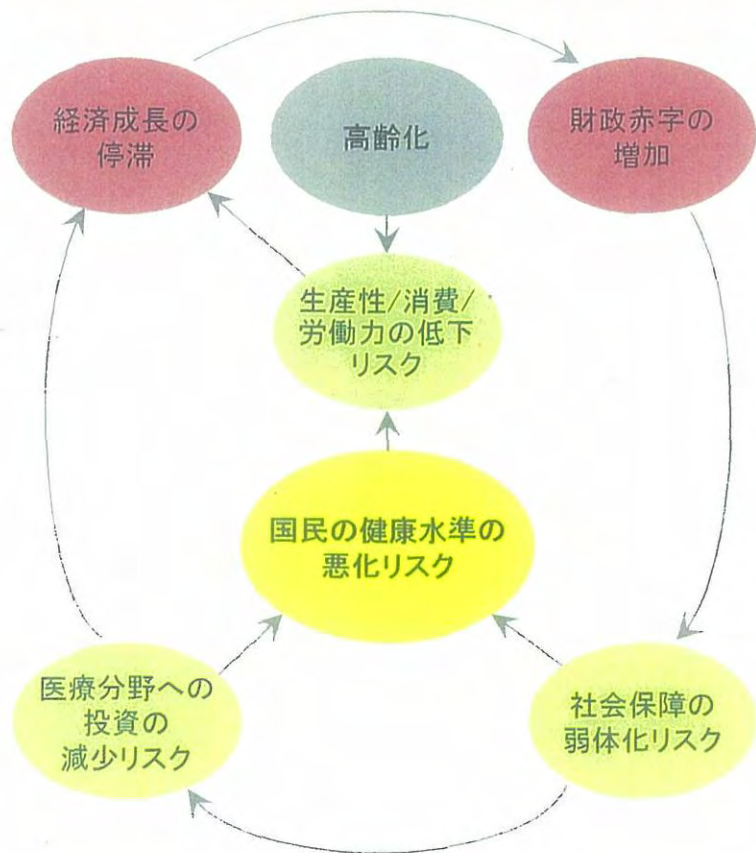 経済成長の
停滞
高齢化
財政赤字の
増加
生産性/消費/
労働力の低下
リスク
国民の健康水準の
悪化リスク
医療分野への
投資の
減少リスク
社会保障の
弱体化リスク